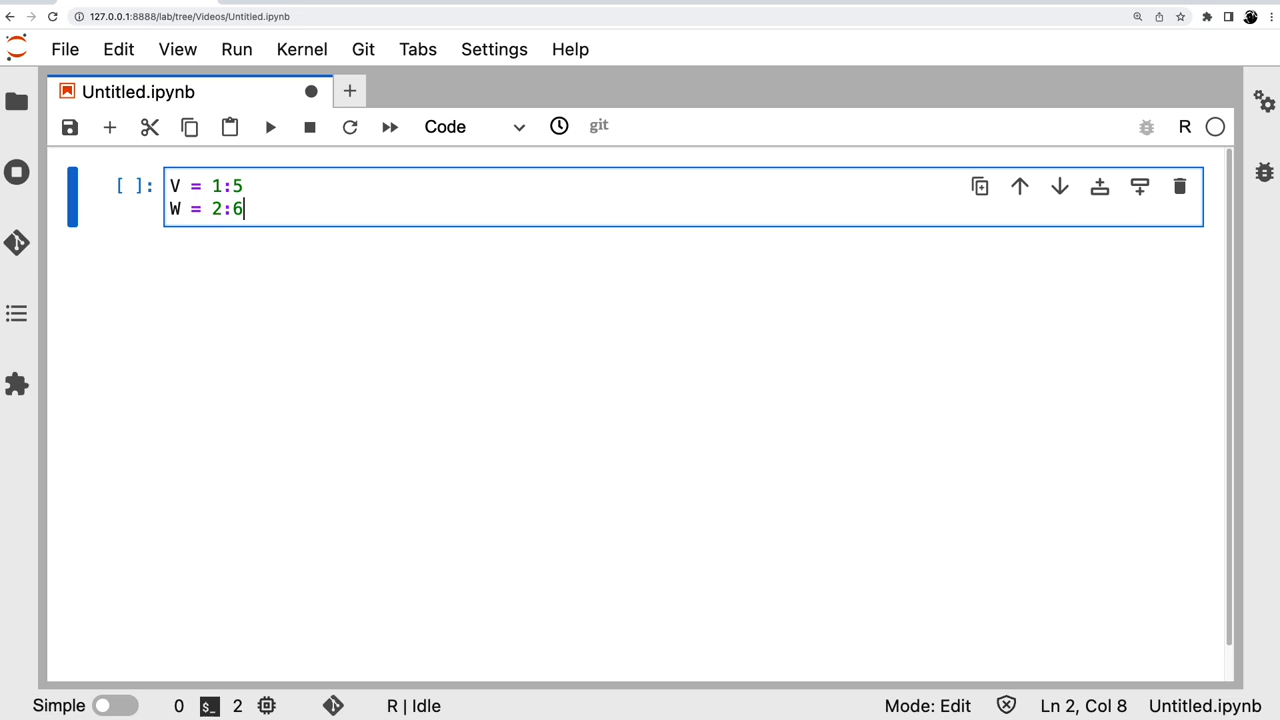 127.0.0.1:8888/lab/tree/Videos/Untitled.ipynb
File Edit View Run Kernel Git Tabs Settings Help
Untitled.ipynb
Code git R
[ ]: V = 1:5
W = 2:6
Simple 0 $_ 2 R | Idle Mode: Edit Ln 2, Col 8 Untitled.ipynb